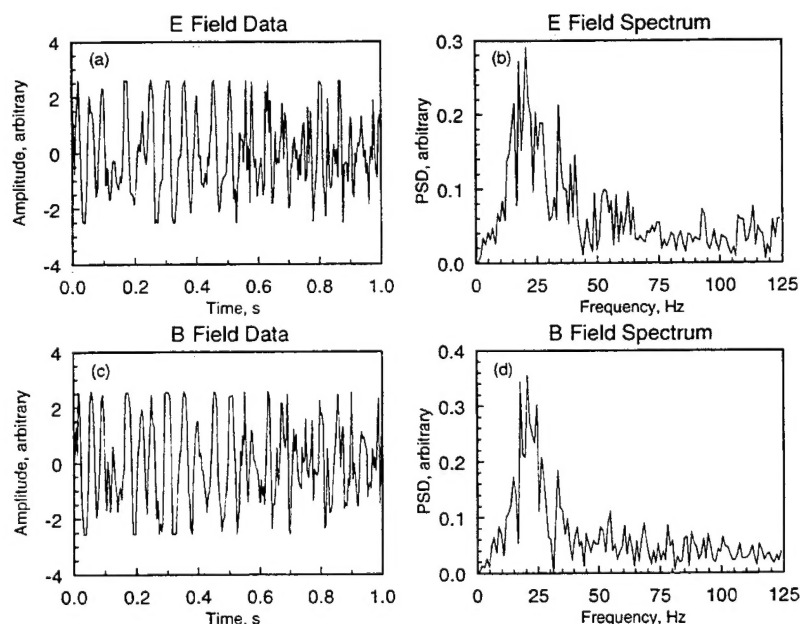 E Field Data
(a)
Amplitude, arbitrary
4
2
0
-2
-4
0.0 0.2 0.4 0.6 0.8 1.0
Time, s
E Field Spectrum
(b)
PSD, arbitrary
0.3
0.2
0.1
0.0
0 25 50 75 100 125
Frequency, Hz
B Field Data
(c)
Amplitude, arbitrary
4
2
0
-2
-4
0.0 0.2 0.4 0.6 0.8 1.0
Time, s
B Field Spectrum
(d)
PSD, arbitrary
0.4
0.3
0.2
0.1
0.0
0 25 50 75 100 125
Frequency, Hz